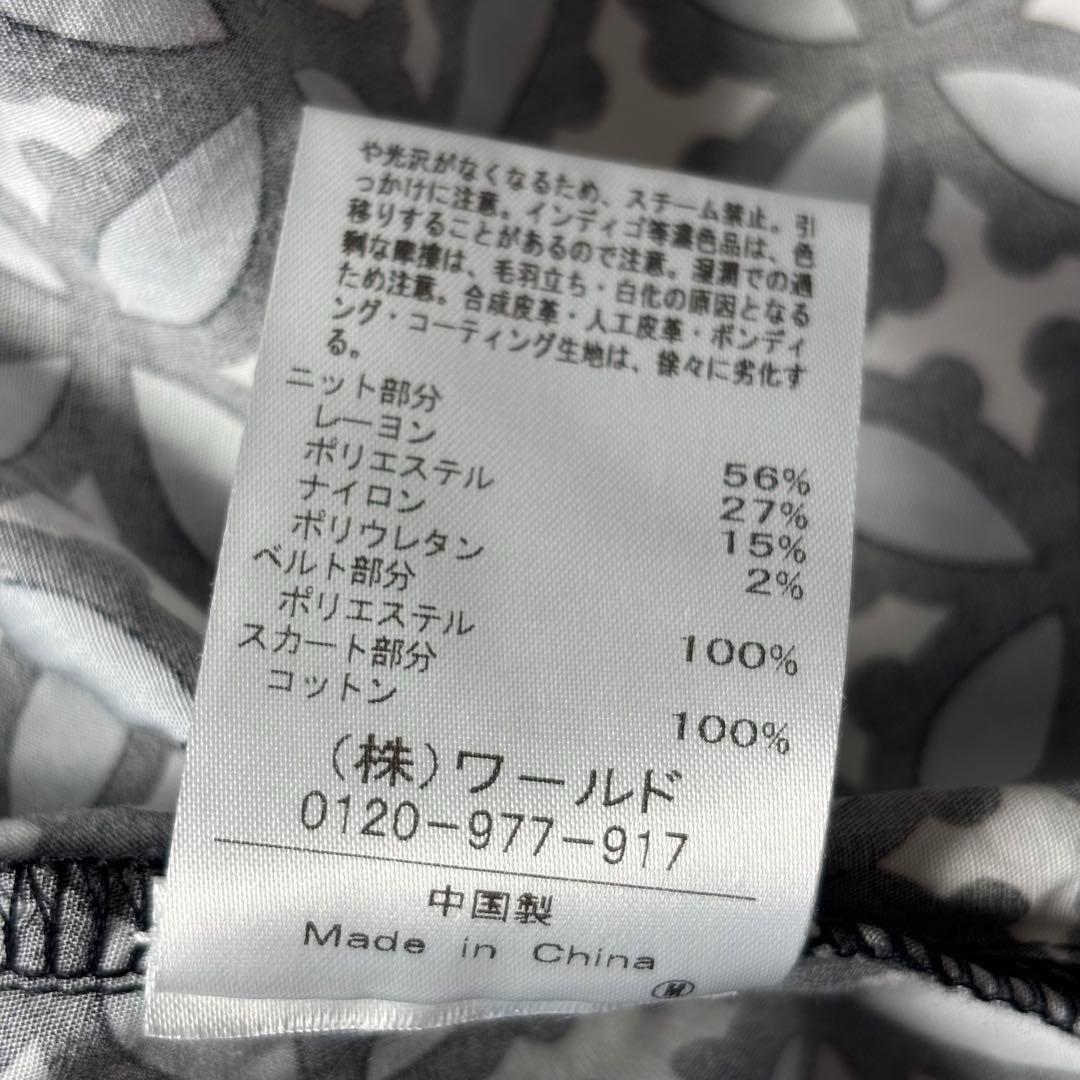 や光沢がなくなるため、スチーム禁止。引
っかけに注意。インディゴ等濃色品は、色
移りすることがあるので注意。湿潤での過
剰な摩擦は、毛羽立ち・白化の原因となる
ため注意。合成皮革・人工皮革・ボンディ
ング・コーティング生地は、徐々に劣化す
る。
ニット部分
レーヨン 56%
ポリエステル 27%
ナイロン 15%
ポリウレタン 2%
ベルト部分
ポリエステル 100%
スカート部分
コットン 100%
(株)ワールド
0120-977-917
中国製
Made in China
M